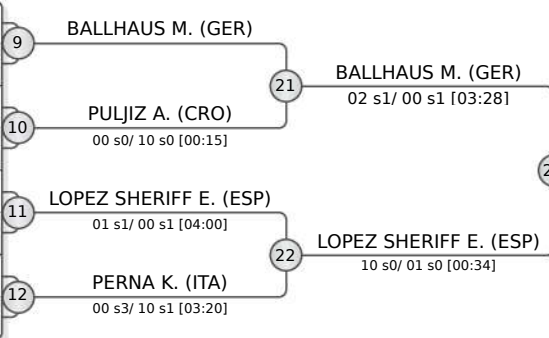 9
BALLHAUS M. (GER)
21
BALLHAUS M. (GER)
02 s1/ 00 s1 [03:28]
10
PULJIZ A. (CRO)
00 s0/ 10 s0 [00:15]
11
LOPEZ SHERIFF E. (ESP)
01 s1/ 00 s1 [04:00]
22
LOPEZ SHERIFF E. (ESP)
10 s0/ 01 s0 [00:34]
12
PERNA K. (ITA)
00 s3/ 10 s1 [03:20]